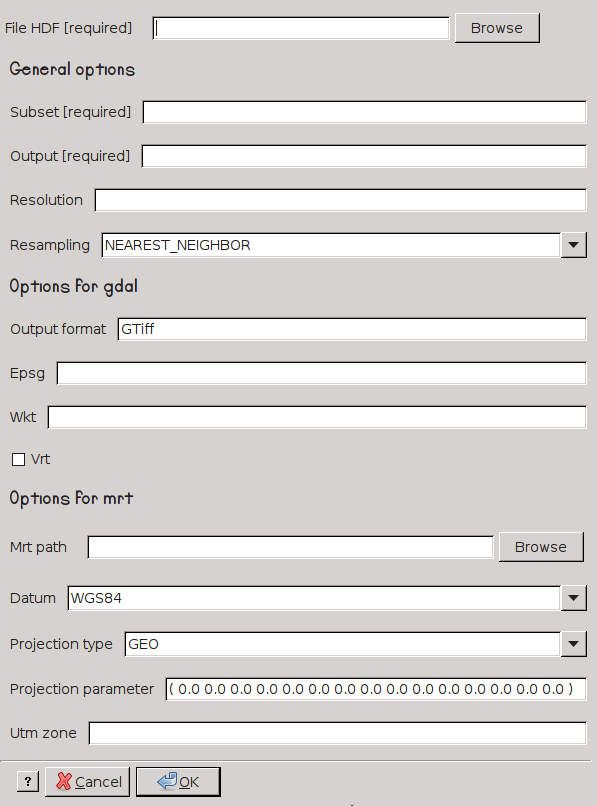 File HDF [required] Browse
General options
Subset [required]
Output [required]
Resolution
Resampling NEAREST_NEIGHBOR
Options for gdal
Output format GTiff
Epsg
Wkt
Vrt
Options for mrt
Mrt path Browse
Datum WGS84
Projection type GEO
Projection parameter ( 0.0 0.0 0.0 0.0 0.0 0.0 0.0 0.0 0.0 0.0 0.0 0.0 0.0 0.0 0.0 )
Utm zone
? Cancel OK